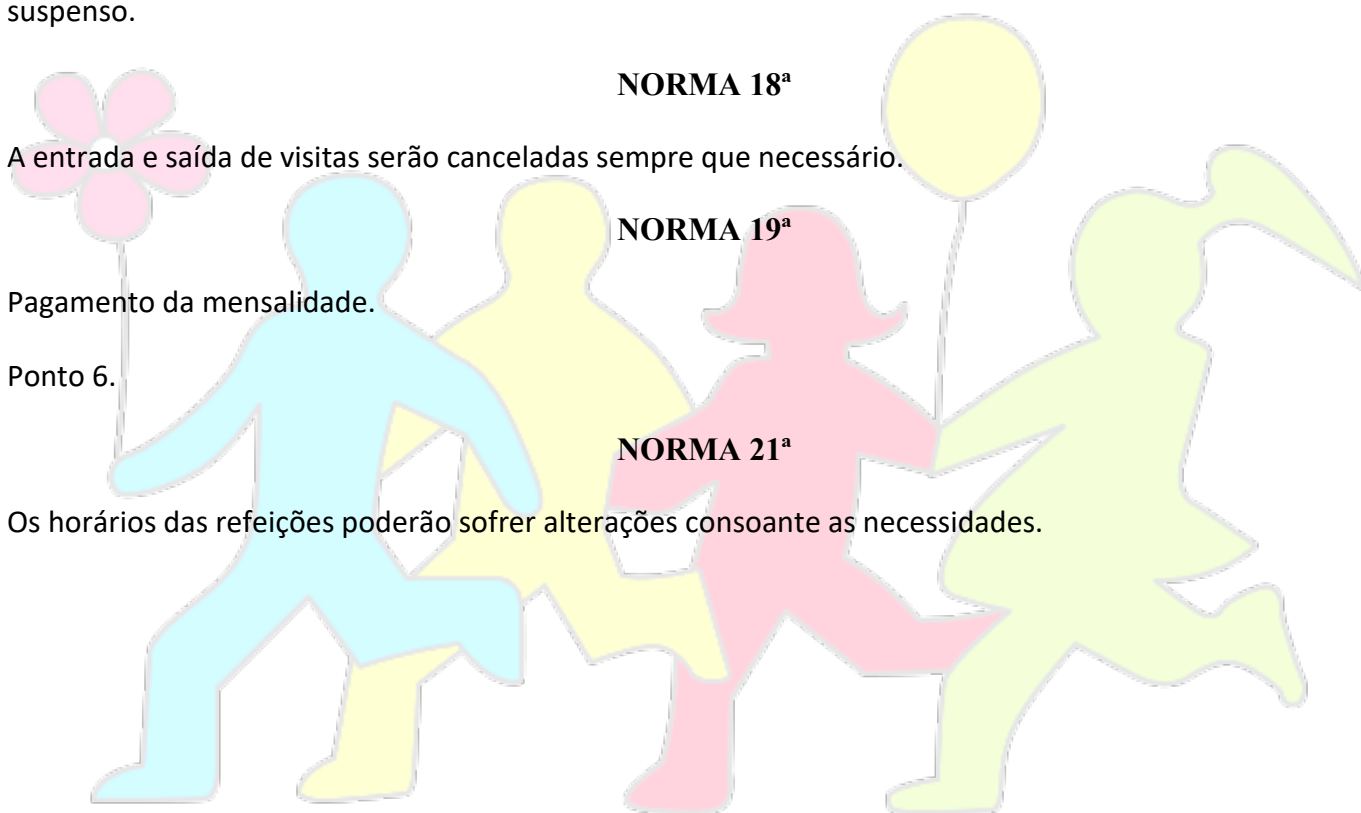 suspenso.
NORMA 18ª
A entrada e saída de visitas serão canceladas sempre que necessário.
NORMA 19ª
Pagamento da mensalidade.
Ponto 6.
NORMA 21ª
Os horários das refeições poderão sofrer alterações consoante as necessidades.